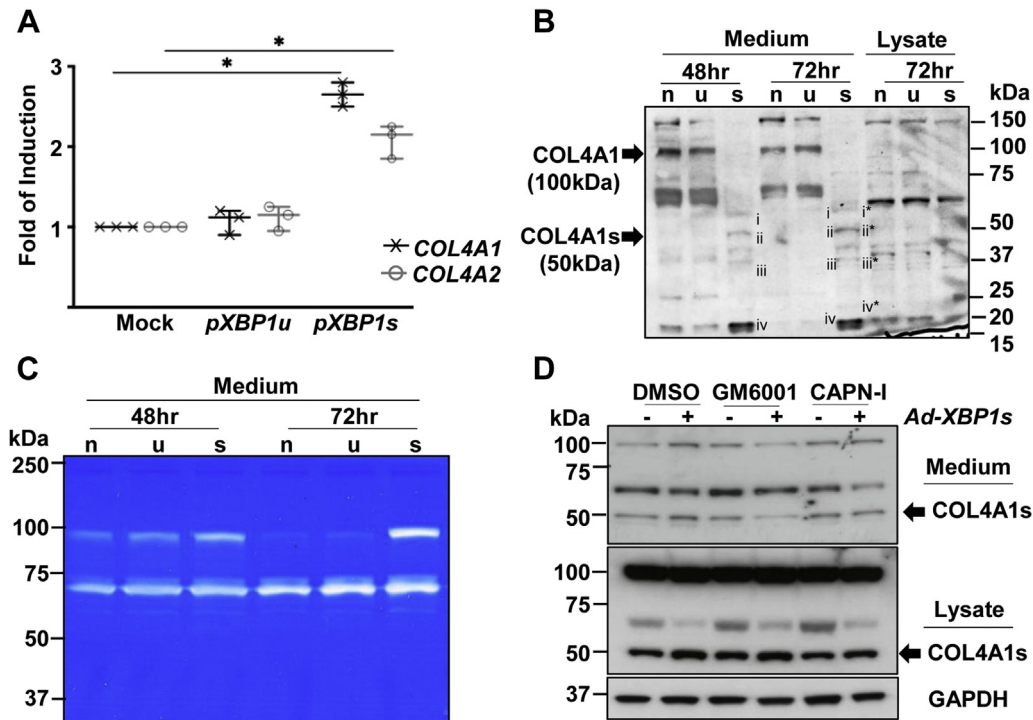 A
*
*
Fold of Induction
3
2
1
0
Mock pXBP1u pXBP1s
COL4A1
COL4A2
B
Medium Lysate
48hr 72hr 72hr
n u s n u s n u s kDa
COL4A1
(100kDa)
COL4A1s
(50kDa)
150
100
75
50
37
25
20
15
i i i*
ii ii ii*
iii iii iii*
iv iv iv*
C
Medium
48hr 72hr
kDa n u s n u s
250
100
75
50
37
D
DMSO GM6001 CAPN-I
kDa - + - + - + Ad-XBP1s
100
75
50
Medium
COL4A1s
100
75
50
Lysate
COL4A1s
37
GAPDH